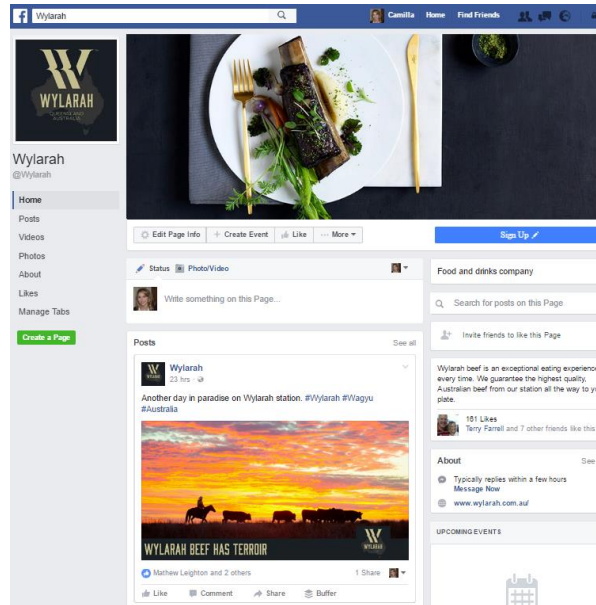 Wylarah
Camilla Home Find Friends
WYLARAH
QUEENSLAND
AUSTRALIA
Wylarah
@Wylarah
Home
Posts
Videos
Photos
About
Likes
Manage Tabs
Create a Page
Edit Page Info
Create Event
Like
More
Sign Up
Status
Photo/Video
Write something on this Page...
Posts
See all
Wylarah
23 hrs
Another day in paradise on Wylarah station. #Wylarah #Wagyu
#Australia
WYLARAH BEEF HAS TERROIR
WYLARAH
Mathew Leighton and 2 others
1 Share
Like Comment Share Buffer
Food and drinks company
Search for posts on this Page
Invite friends to like this Page
Wylarah beef is an exceptional eating experience
every time. We guarantee the highest quality,
Australian beef from our station all the way to yo
plate.
161 Likes
Terry Farrell and 7 other friends like this
About
See
Typically replies within a few hours
Message Now
www.wylarah.com.au/
UPCOMING EVENTS